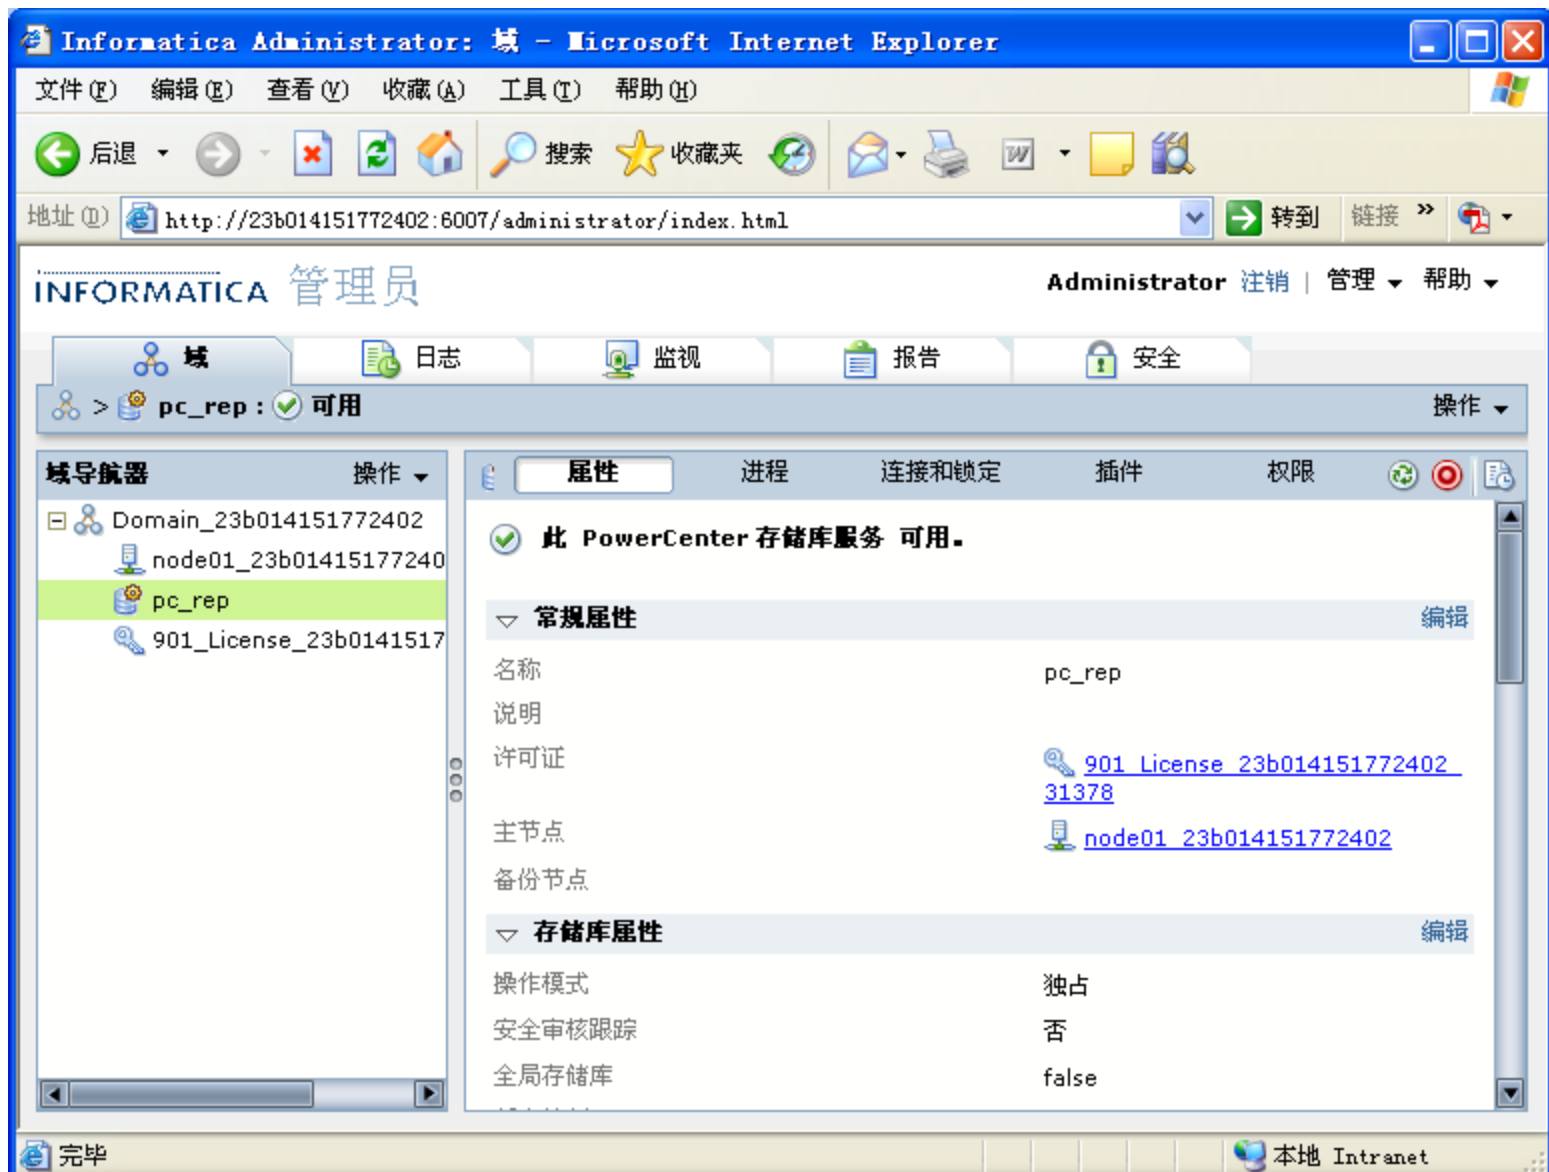 Informatica Administrator: 域 - Microsoft Internet Explorer
文件(F) 编辑(E) 查看(V) 收藏(A) 工具(T) 帮助(H)
后退 搜索 收藏夹
地址(D) http://23b014151772402:6007/administrator/index.html 转到 链接 »
INFORMATICA 管理员 Administrator 注销 | 管理 帮助
域 日志 监视 报告 安全
> pc_rep : 可用 操作
域导航器 操作 属性 进程 连接和锁定 插件 权限
Domain_23b014151772402
node01_23b01415177240
pc_rep
901_License_23b0141517
此 PowerCenter 存储库服务 可用。
常规属性 编辑
名称 pc_rep
说明
许可证 901_License_23b014151772402_
31378
主节点 node01_23b014151772402
备份节点
存储库属性 编辑
操作模式 独占
安全审核跟踪 否
全局存储库 false
完毕 本地 Intranet